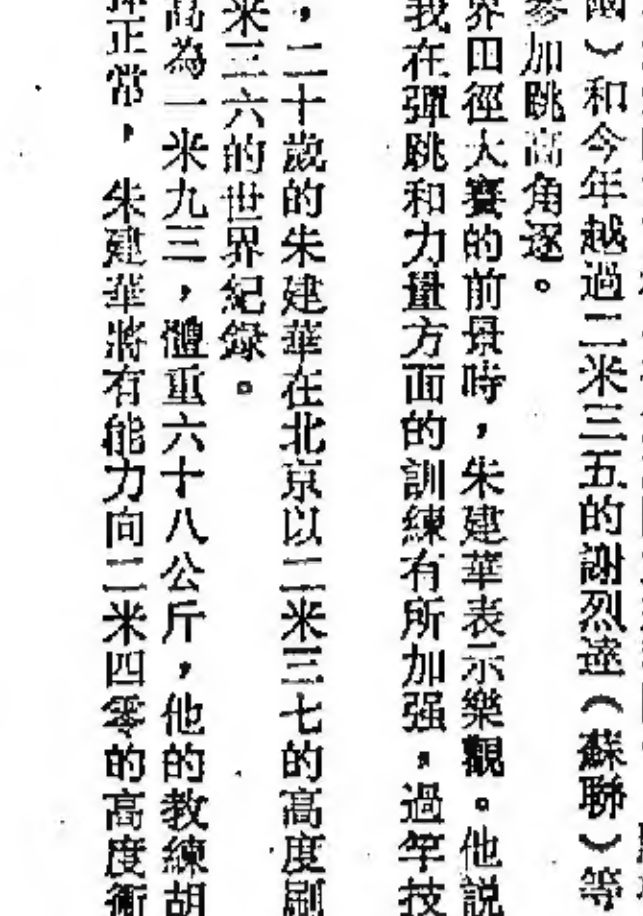 國）和今年越過二米三五的謝烈達（蘇聯）等
參加跳高角逐。
界田徑大賽的前景時，朱建華表示樂觀。他説
我在彈跳和力量方面的訓練有所加强，過竿技
，二十歲的朱建華在北京以二米三七的高度刷
米三六的世界紀錄。
高為一米九三，體重六十八公斤，他的教練胡
正常，朱建華將有能力向二米四零的高度衝